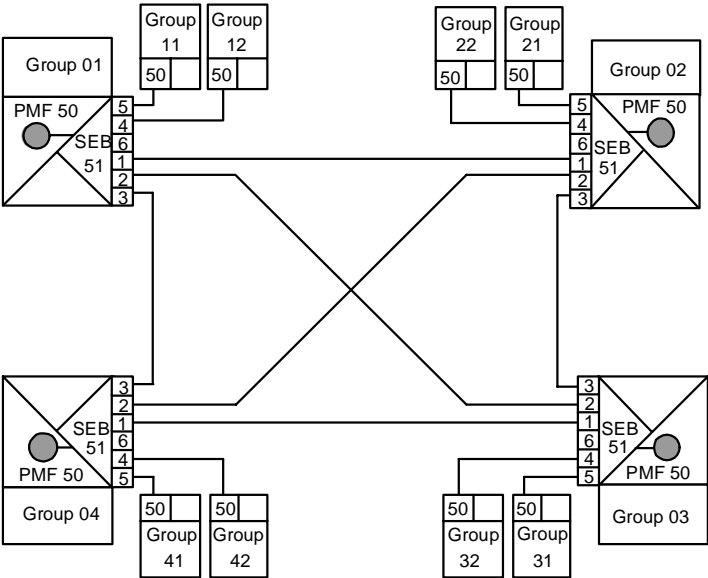 Group 11
Group 12
Group 22
Group 21
Group 01
50
50
50
50
Group 02
PMF 50
SEB 51
5
4
6
1
2
3
5
4
6
1
2
3
PMF 50
SEB 51
PMF 50
SEB 51
3
2
1
6
4
5
3
2
1
6
4
5
SEB 51
PMF 50
Group 04
50
50
50
50
Group 03
Group 41
Group 42
Group 32
Group 31